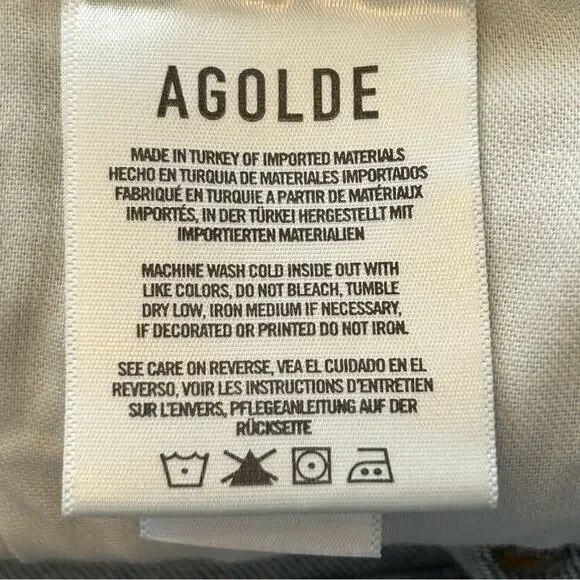 AGOLDE
MADE IN TURKEY OF IMPORTED MATERIALS
HECHO EN TURQUIA DE MATERIALES IMPORTADOS
FABRIQUÉ EN TURQUIE A PARTIR DE MATÉRIAUX
IMPORTÉS, IN DER TÜRKEI HERGESTELLT MIT
IMPORTIERTEN MATERIALIEN
MACHINE WASH COLD INSIDE OUT WITH
LIKE COLORS, DO NOT BLEACH, TUMBLE
DRY LOW, IRON MEDIUM IF NECESSARY,
IF DECORATED OR PRINTED DO NOT IRON.
SEE CARE ON REVERSE, VEA EL CUIDADO EN EL
REVERSO, VOIR LES INSTRUCTIONS D'ENTRETIEN
SUR L'ENVERS, PFLEGEANLEITUNG AUF DER
RÜCKSEITE